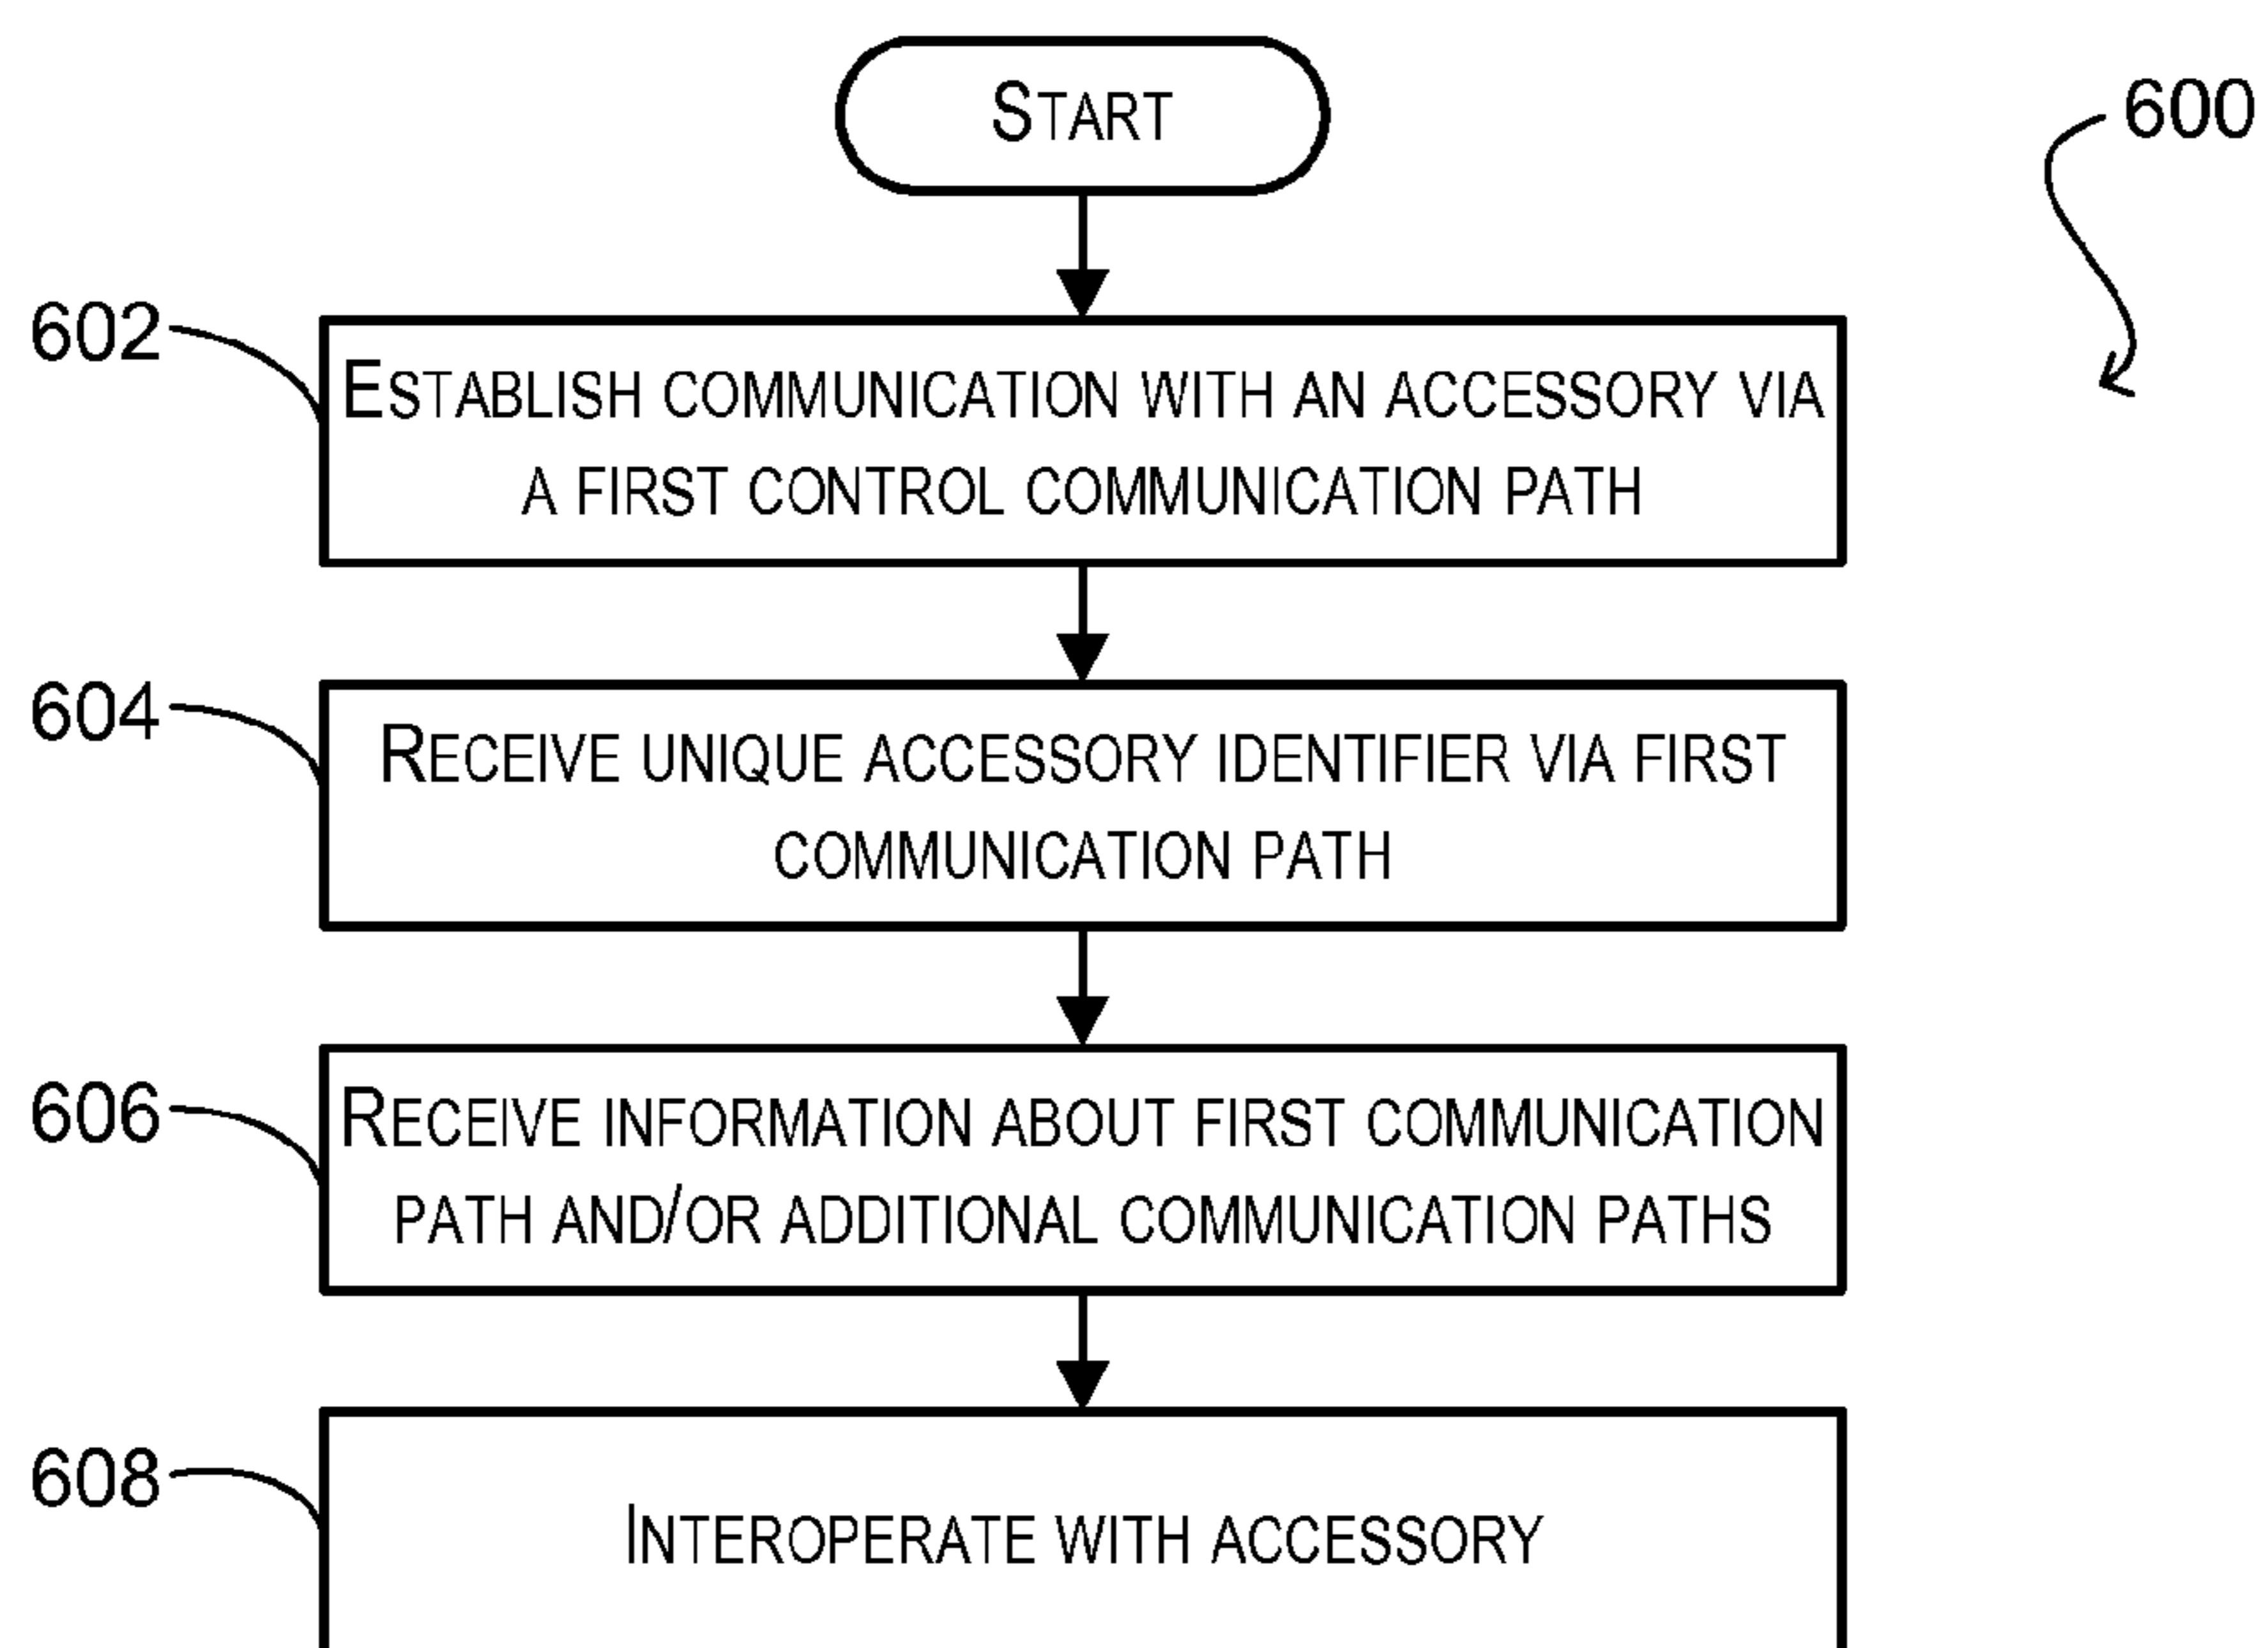 START
600
602
ESTABLISH COMMUNICATION WITH AN ACCESSORY VIA
A FIRST CONTROL COMMUNICATION PATH
604
RECEIVE UNIQUE ACCESSORY IDENTIFIER VIA FIRST
COMMUNICATION PATH
606
RECEIVE INFORMATION ABOUT FIRST COMMUNICATION
PATH AND/OR ADDITIONAL COMMUNICATION PATHS
608
INTEROPERATE WITH ACCESSORY